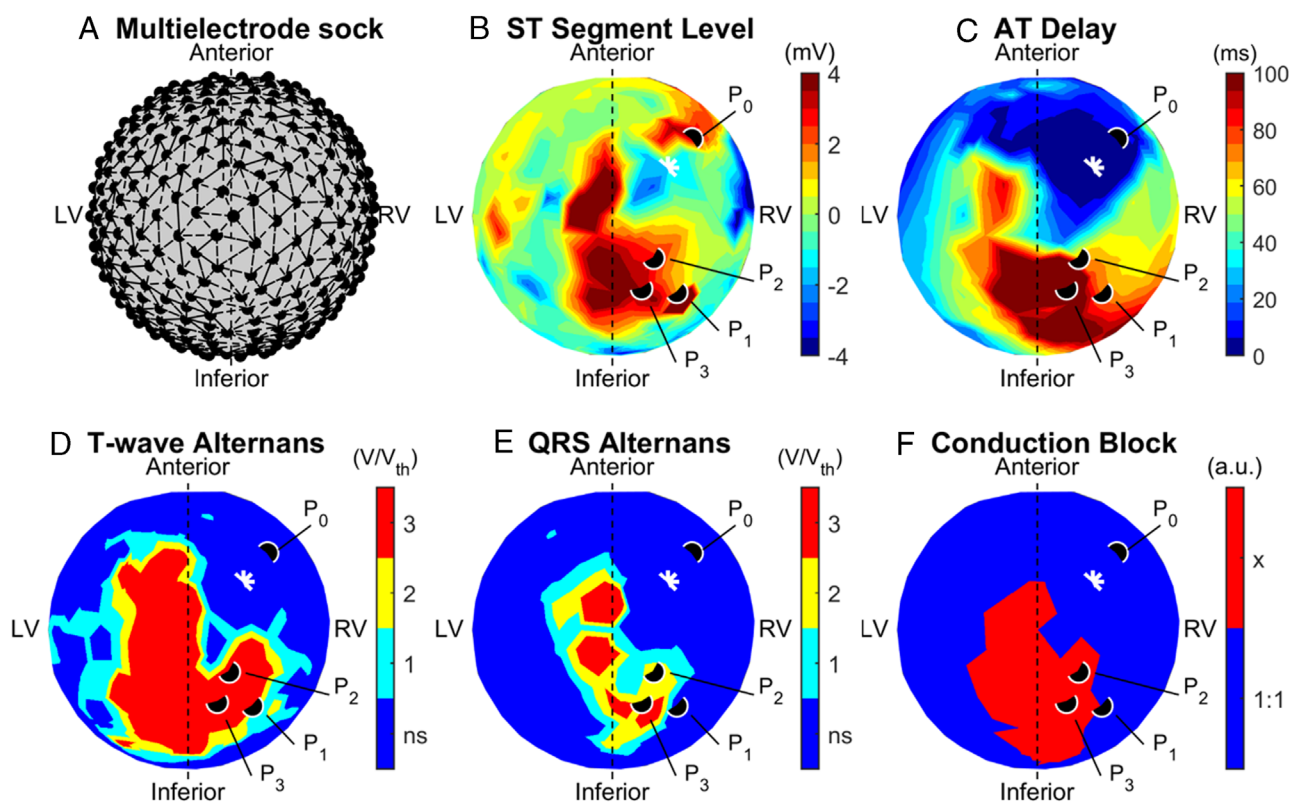 A Multielectrode sock
Anterior
LV RV
Inferior
B ST Segment Level
Anterior
(mV)
4
2
0
-2
-4
P0
LV RV
P2
P1
P3
Inferior
C AT Delay
Anterior
(ms)
100
80
60
40
20
0
P0
LV RV
P2
P1
P3
Inferior
D T-wave Alternans
Anterior
(V/Vth)
3
2
1
ns
P0
LV RV
P2
P1
P3
Inferior
E QRS Alternans
Anterior
(V/Vth)
3
2
1
ns
P0
LV RV
P2
P1
P3
Inferior
F Conduction Block
Anterior
(a.u.)
x
1:1
P0
LV RV
P2
P1
P3
Inferior